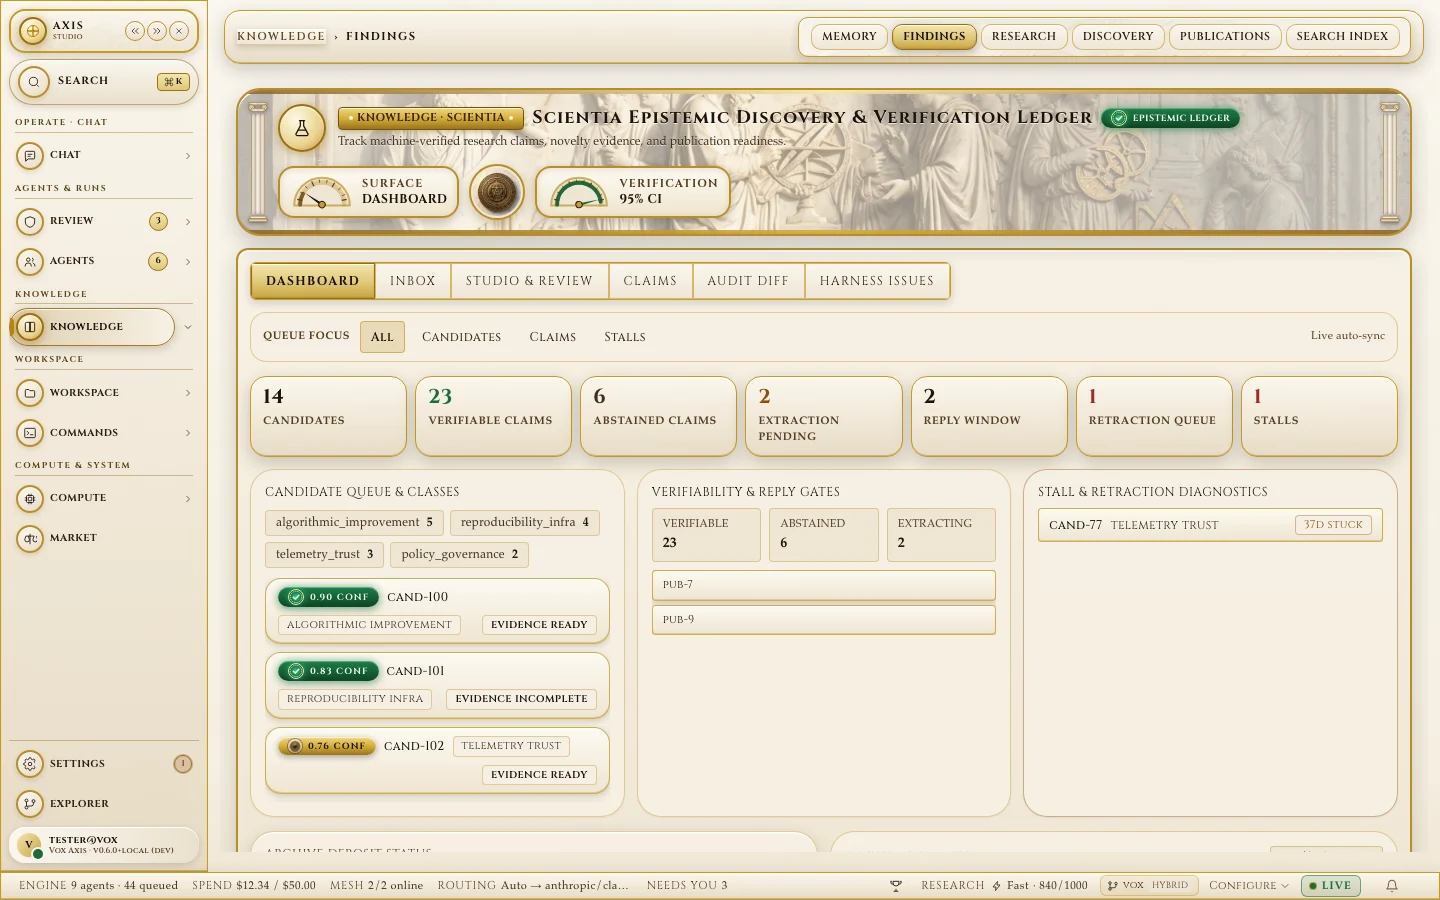 AXIS
STUDIO
SEARCH
⌘ K
OPERATE · CHAT
CHAT
AGENTS & RUNS
REVIEW 3
AGENTS 6
KNOWLEDGE
KNOWLEDGE
WORKSPACE
WORKSPACE
COMMANDS
COMPUTE & SYSTEM
COMPUTE
MARKET
SETTINGS 1
EXPLORER
V TESTER@VOX
VOX AXIS · V0.6.0+LOCAL (DEV)
KNOWLEDGE › FINDINGS
MEMORY FINDINGS RESEARCH DISCOVERY PUBLICATIONS SEARCH INDEX
KNOWLEDGE · SCIENTIA SCIENTIA EPISTEMIC DISCOVERY & VERIFICATION LEDGER EPISTEMIC LEDGER
Track machine-verified research claims, novelty evidence, and publication readiness.
SURFACE
DASHBOARD
VERIFICATION
95% CI
DASHBOARD INBOX STUDIO & REVIEW CLAIMS AUDIT DIFF HARNESS ISSUES
QUEUE FOCUS ALL CANDIDATES CLAIMS STALLS Live auto-sync
14
CANDIDATES
23
VERIFIABLE CLAIMS
6
ABSTAINED CLAIMS
2
EXTRACTION
PENDING
2
REPLY WINDOW
1
RETRACTION QUEUE
1
STALLS
CANDIDATE QUEUE & CLASSES
algorithmic_improvement 5 reproducibility_infra 4
telemetry_trust 3 policy_governance 2
0.90 CONF CAND-100
ALGORITHMIC IMPROVEMENT EVIDENCE READY
0.83 CONF CAND-101
REPRODUCIBILITY INFRA EVIDENCE INCOMPLETE
0.76 CONF CAND-102 TELEMETRY TRUST
EVIDENCE READY
VERIFIABILITY & REPLY GATES
VERIFIABLE
23
ABSTAINED
6
EXTRACTING
2
PUB-7
PUB-9
STALL & RETRACTION DIAGNOSTICS
CAND-77 TELEMETRY TRUST 37D STUCK
ARCHIVE DEPOSIT STATUS
ENGINE 9 agents · 44 queued SPEND $12.34 / $50.00 MESH 2/2 online ROUTING Auto → anthropic/cla... NEEDS YOU 3
RESEARCH Fast · 840/1000 VOX HYBRID CONFIGURE LIVE